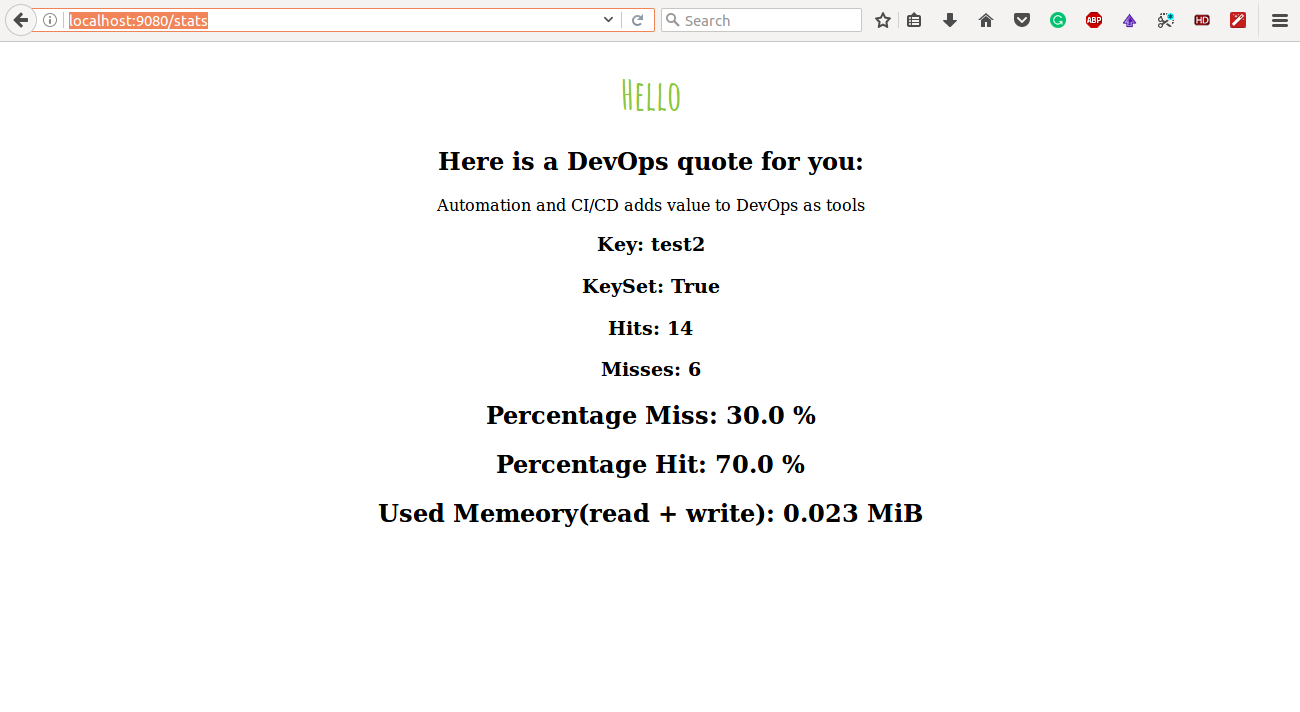 localhost:9080/stats
Search
ABP
HD
Hello
Here is a DevOps quote for you:
Automation and CI/CD adds value to DevOps as tools
Key: test2
KeySet: True
Hits: 14
Misses: 6
Percentage Miss: 30.0 %
Percentage Hit: 70.0 %
Used Memeory(read + write): 0.023 MiB